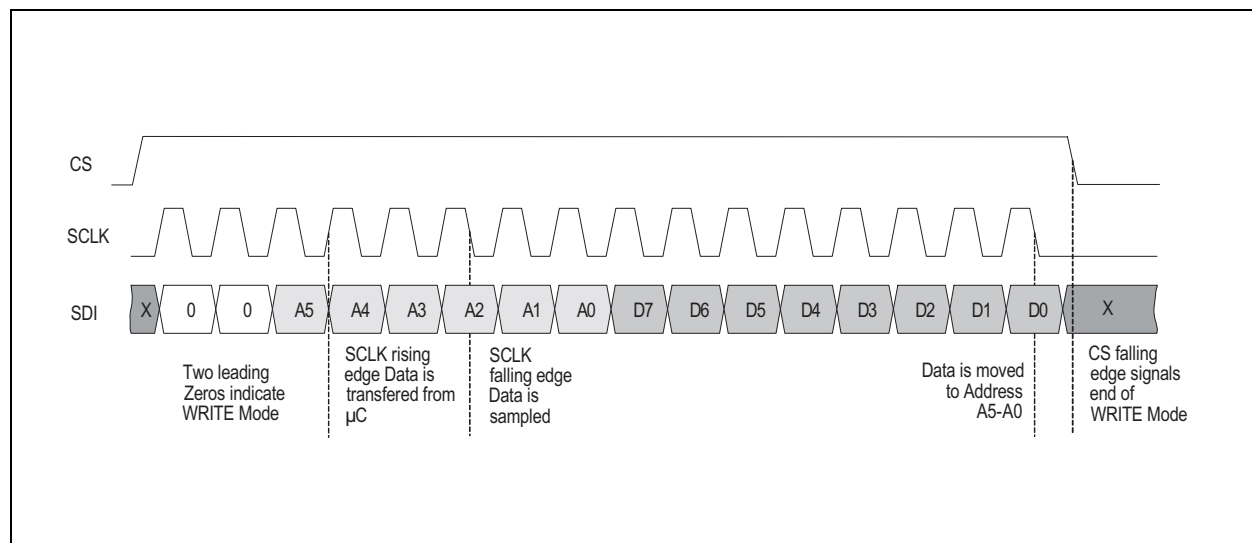 CS
SCLK
SDI
X 0 0 A5 A4 A3 A2 A1 A0 D7 D6 D5 D4 D3 D2 D1 D0 X
Two leading
Zeros indicate
WRITE Mode
SCLK rising
edge Data is
transfered from
µC
SCLK
falling edge
Data is
sampled
Data is moved
to Address
A5-A0
CS falling
edge signals
end of
WRITE Mode